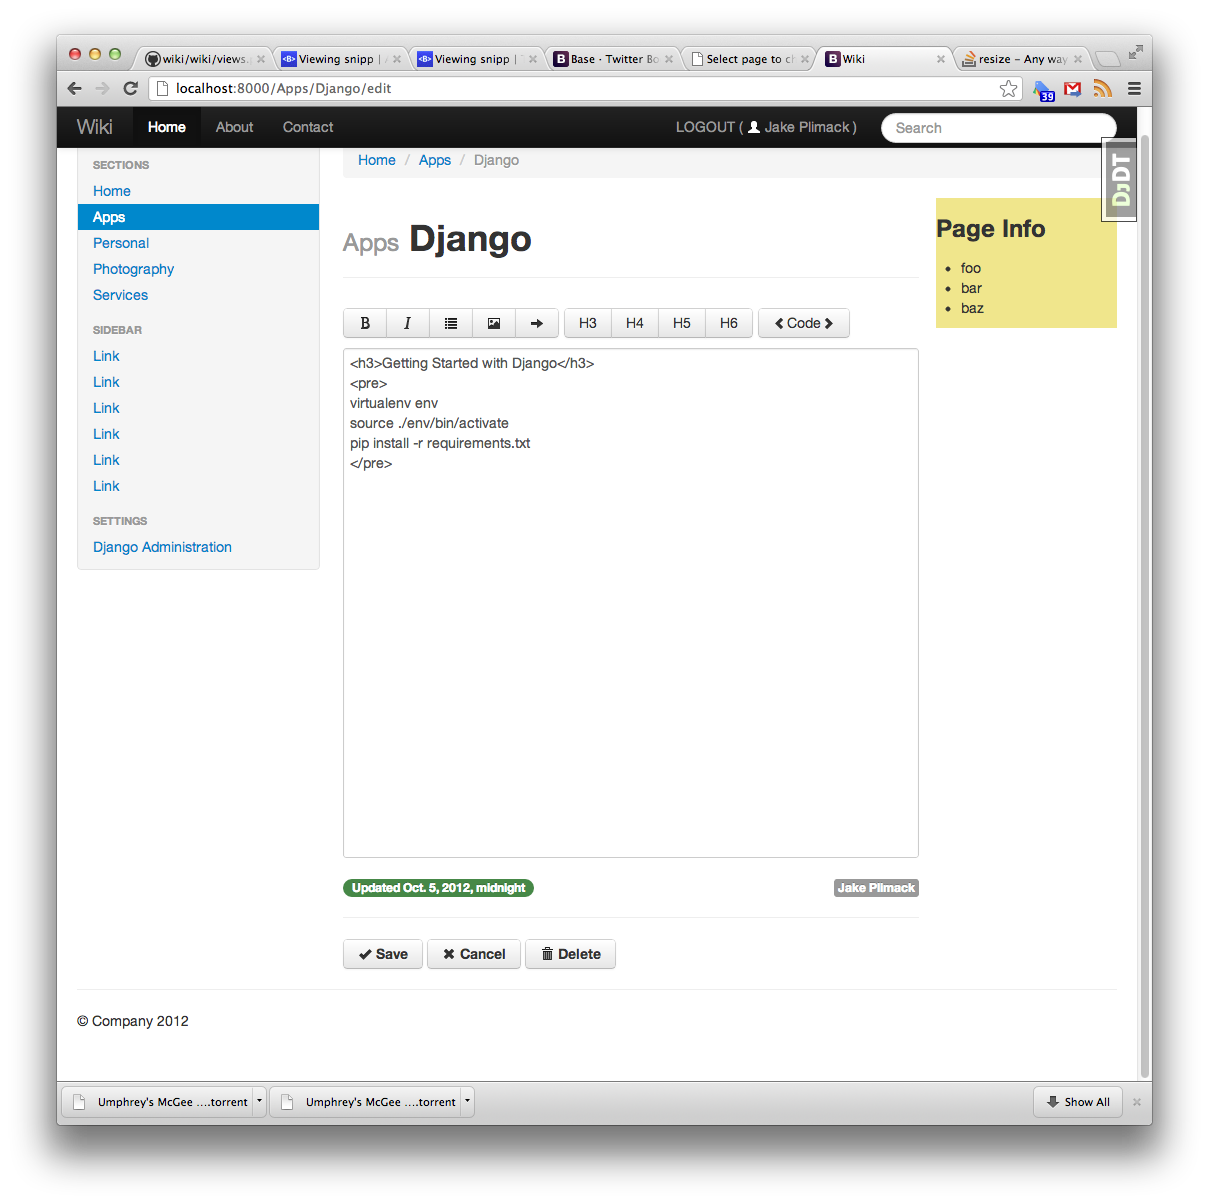 wiki/wiki/views.
Viewing snipp |
Viewing snipp |
Base · Twitter Bo
Select page to ch
Wiki
resize – Any way
localhost:8000/Apps/Django/edit
39
Wiki
Home
About
Contact
LOGOUT ( Jake Plimack )
Search
DJDT
SECTIONS
Home
Apps
Personal
Photography
Services
SIDEBAR
Link
Link
Link
Link
Link
Link
SETTINGS
Django Administration
Home / Apps / Django
Apps Django
B
I
H3
H4
H5
H6
Code
<h3>Getting Started with Django</h3>
<pre>
virtualenv env
source ./env/bin/activate
pip install -r requirements.txt
</pre>
Updated Oct. 5, 2012, midnight
Jake Plimack
Save
Cancel
Delete
Page Info
• foo
• bar
• baz
© Company 2012
Umphrey's McGee ....torrent
Umphrey's McGee ....torrent
Show All